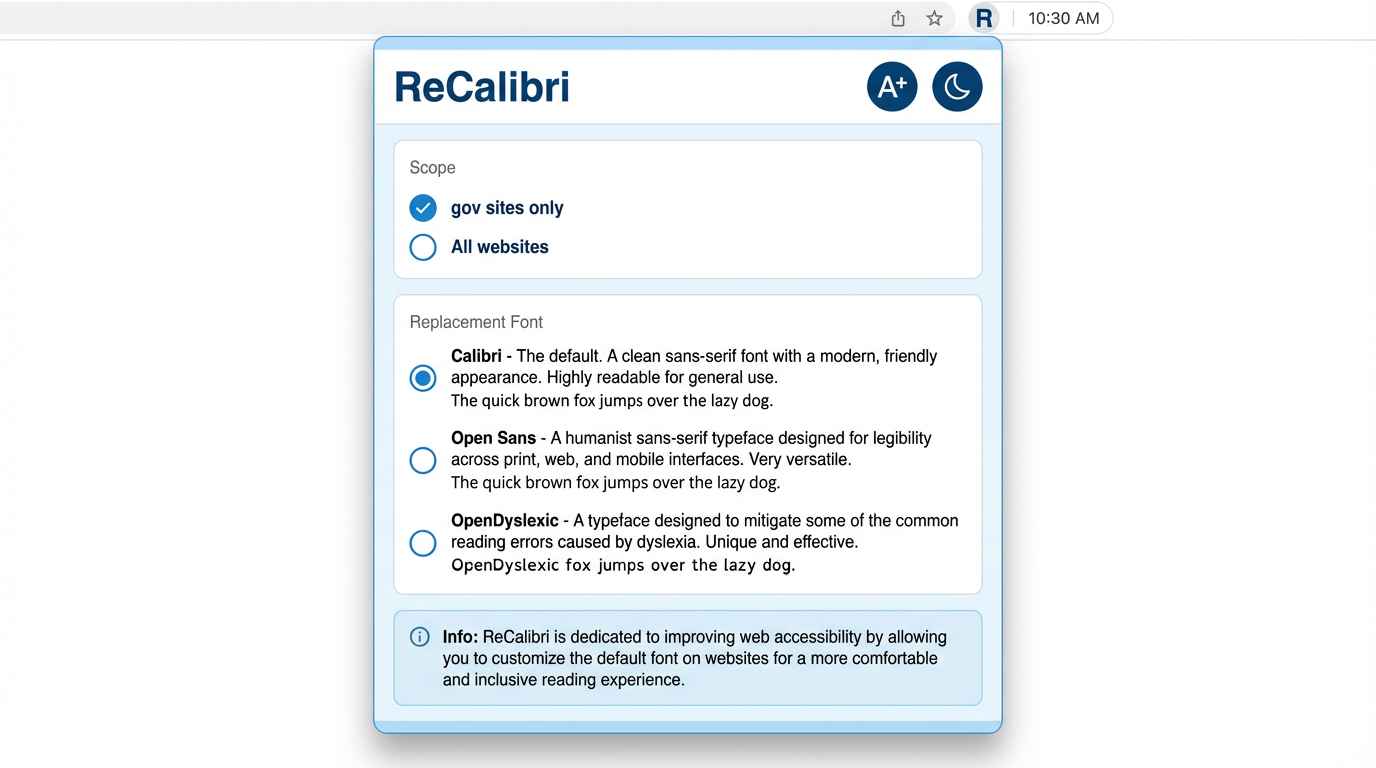 R 10:30 AM
ReCalibri A+
Scope
gov sites only
All websites
Replacement Font
Calibri - The default. A clean sans-serif font with a modern, friendly
appearance. Highly readable for general use.
The quick brown fox jumps over the lazy dog.
Open Sans - A humanist sans-serif typeface designed for legibility
across print, web, and mobile interfaces. Very versatile.
The quick brown fox jumps over the lazy dog.
OpenDyslexic - A typeface designed to mitigate some of the common
reading errors caused by dyslexia. Unique and effective.
OpenDyslexic fox jumps over the lazy dog.
Info: ReCalibri is dedicated to improving web accessibility by allowing
you to customize the default font on websites for a more comfortable
and inclusive reading experience.